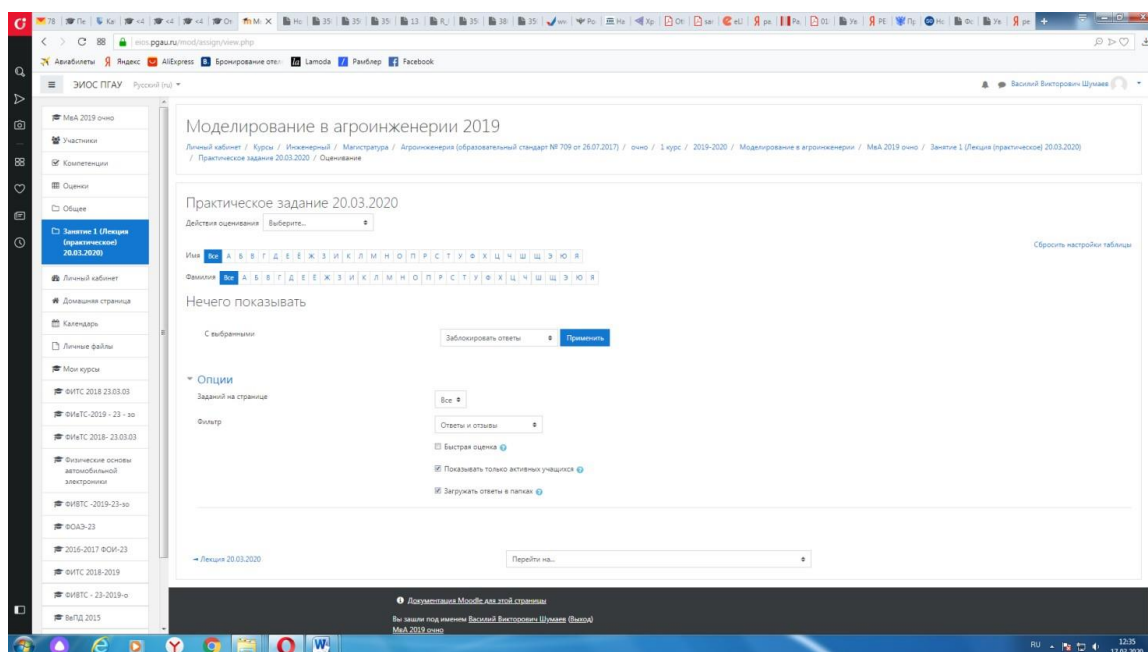 eios.pgau.ru/mod/assign/view.php
Авиабилеты Яндекс AliExpress Lamoda Рамблер Facebook
ЭИОС ПГАУ Русский (ru)
Василий Викторович Шумаев
МвА 2019 очно
Участники
Компетенции
Оценки
Общее
Занятие 1 (Лекция
(практическое)
20.03.2020)
Личный кабинет
Домашняя страница
Календарь
Личные файлы
Мои курсы
ФИТС 2018 23.03.03
ФИвТС-2019 - 23 - зо
ФИвТС 2018- 23.03.03
Физические основы
автомобильной
электроники
ФИВТС -2019-23-зо
ФОАЭ-23
2016-2017 ФОИ-23
ФИТС 2018-2019
ФИВТС - 23-2019-о
ВвПД 2015
Моделирование в агроинженерии 2019
Личный кабинет / Курсы / Инженерный / Магистратура / Агроинженерия (образовательный стандарт № 709 от 26.07.2017) / очно / 1 курс / 2019-2020 / Моделирование в агроинженерии / МвА 2019 очно / Занятие 1 (Лекция (практическое) 20.03.2020)
/ Практическое задание 20.03.2020 / Оценивание
Практическое задание 20.03.2020
Действия оценивания Выберите...
Сбросить настройки таблицы
Имя Все А Б В Г Д Е Ё Ж З И К Л М Н О П Р С Т У Ф Х Ц Ч Ш Щ Э Ю Я
Фамилия Все А Б В Г Д Е Ё Ж З И К Л М Н О П Р С Т У Ф Х Ц Ч Ш Щ Э Ю Я
Нечего показывать
С выбранными Заблокировать ответы Применить
Опции
Заданий на странице Все
Фильтр Ответы и отзывы
Быстрая оценка
Показывать только активных учащихся
Загружать ответы в папках
Лекция 20.03.2020 Перейти на...
Документация Moodle для этой страницы
Вы зашли под именем Василий Викторович Шумаев (Выход)
МвА 2019 очно
RU 12:35
17.03.2020